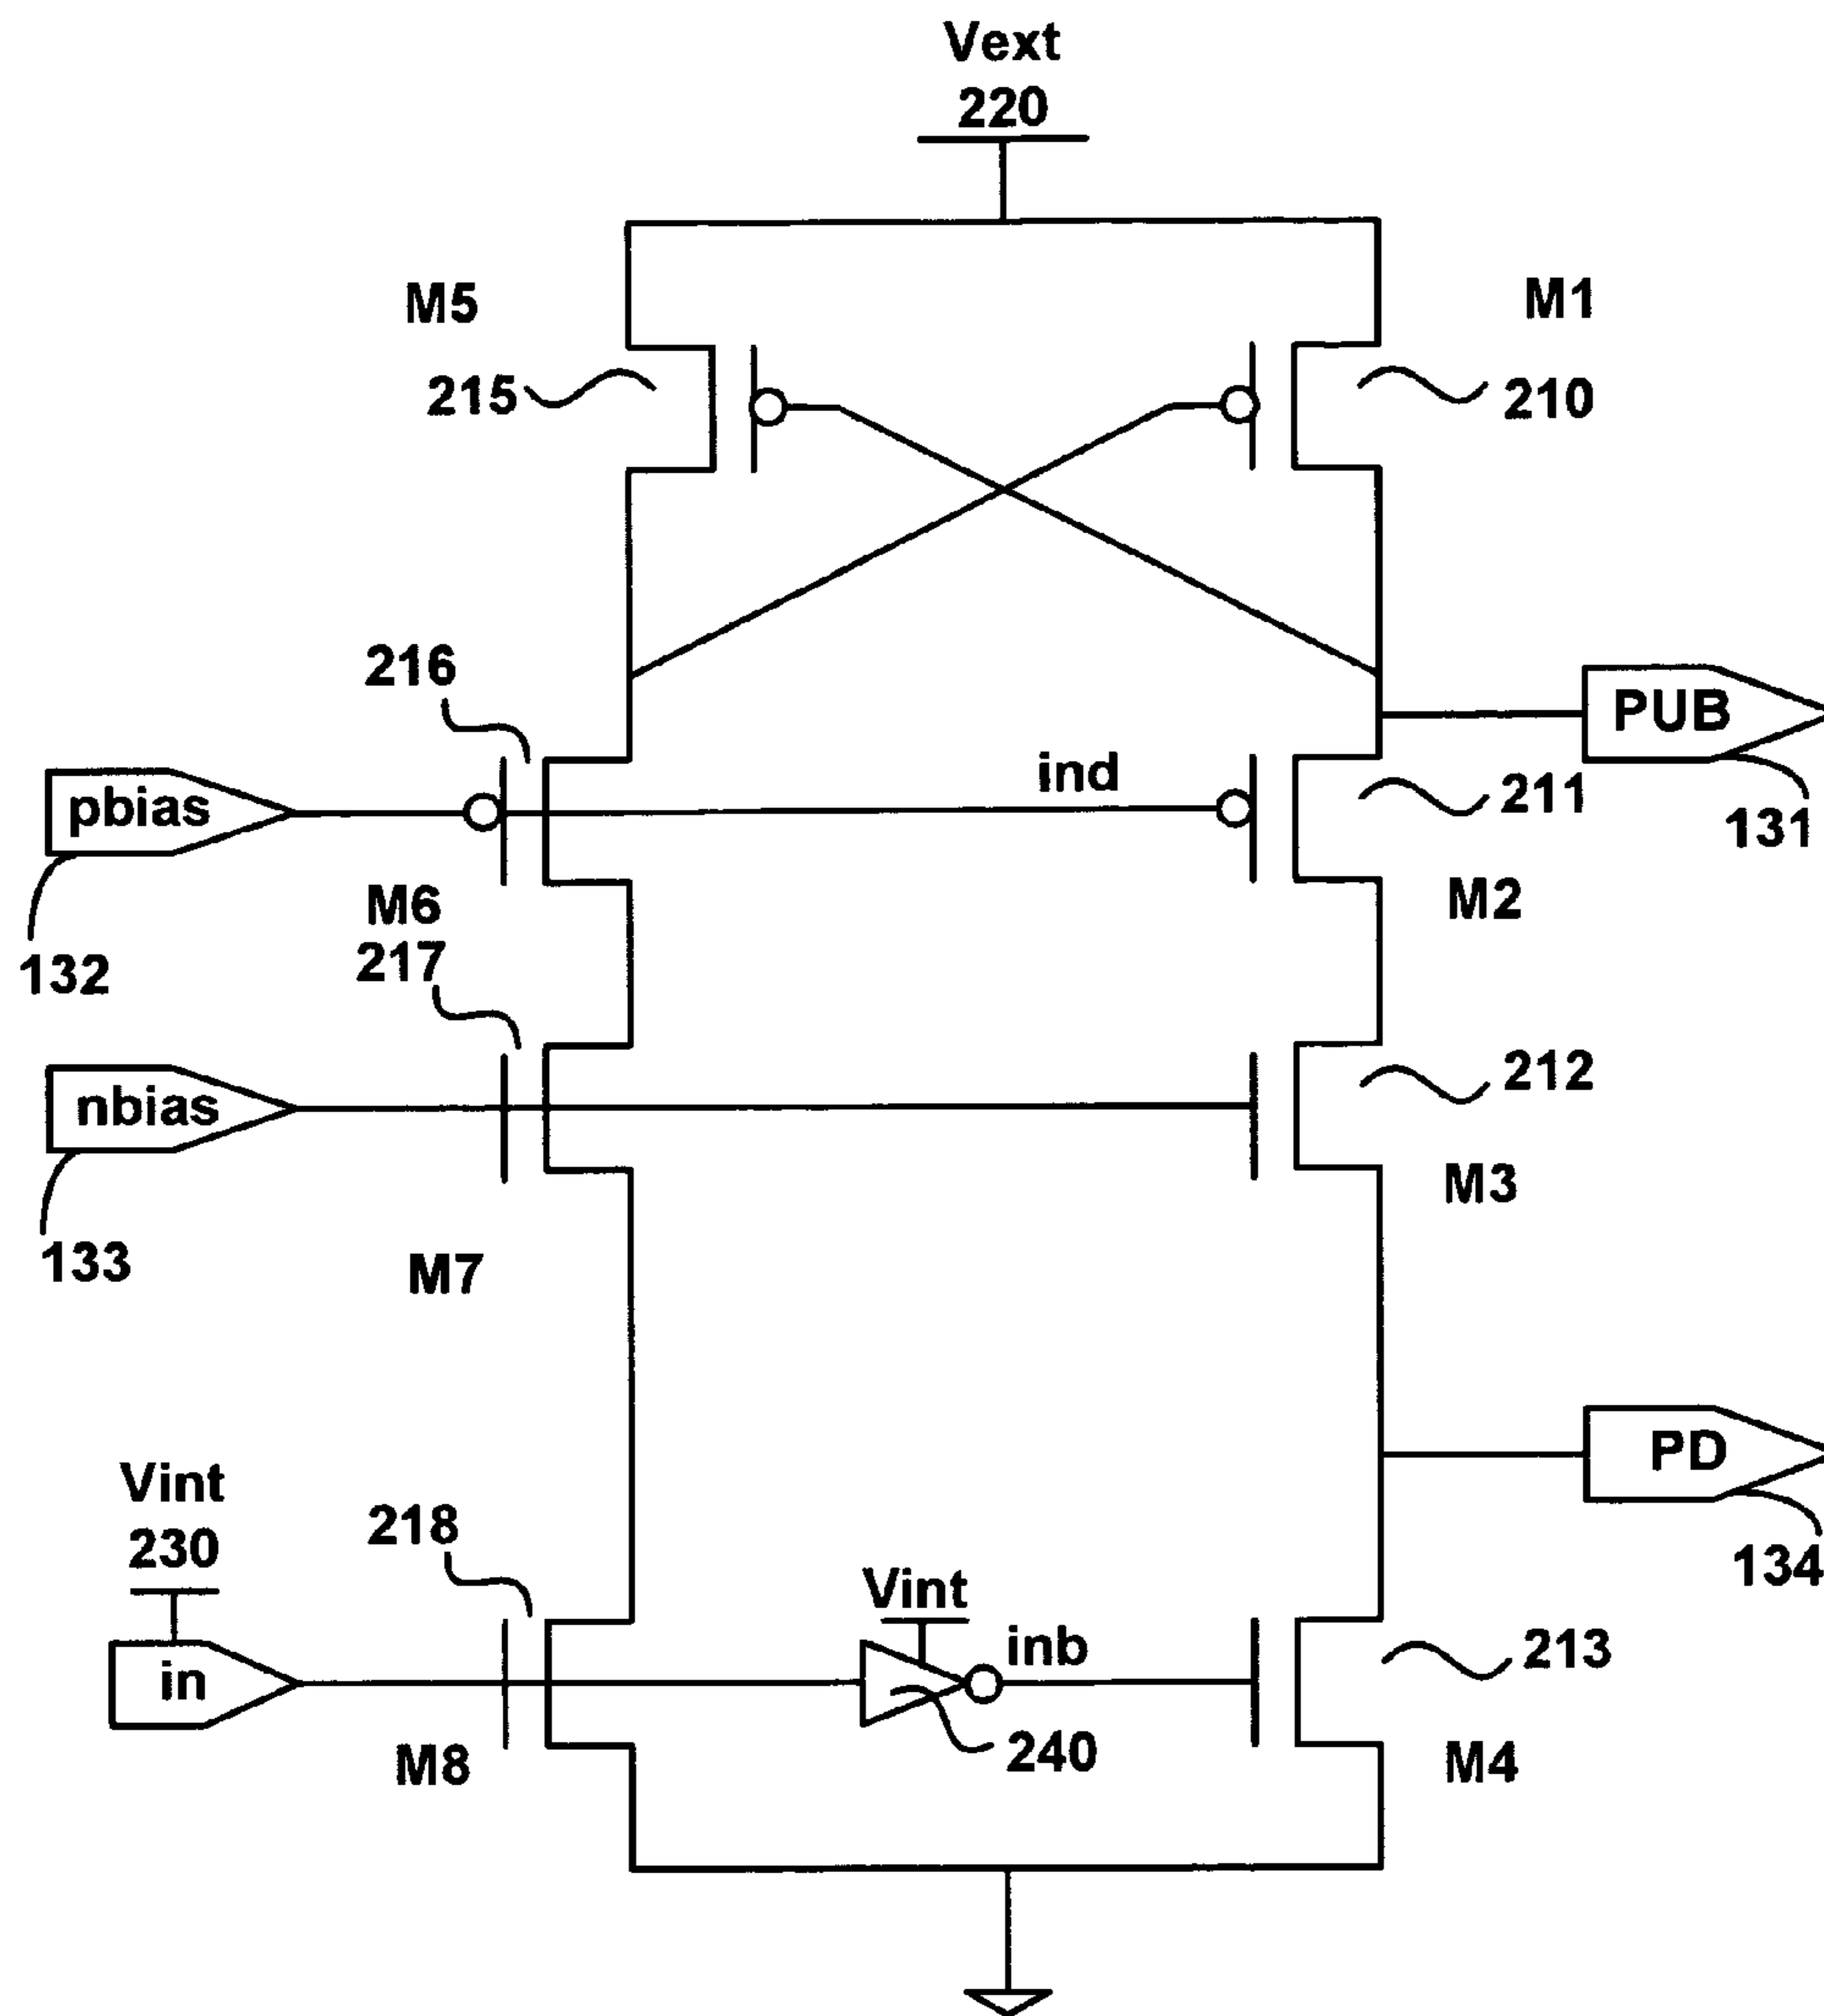 Vext
220
M5
M1
215
210
216
PUB
pbias
ind
211
131
M6
M2
132
217
nbias
212
M3
133
M7
Vint
230
218
PD
Vint
134
in
inb
213
240
M8
M4